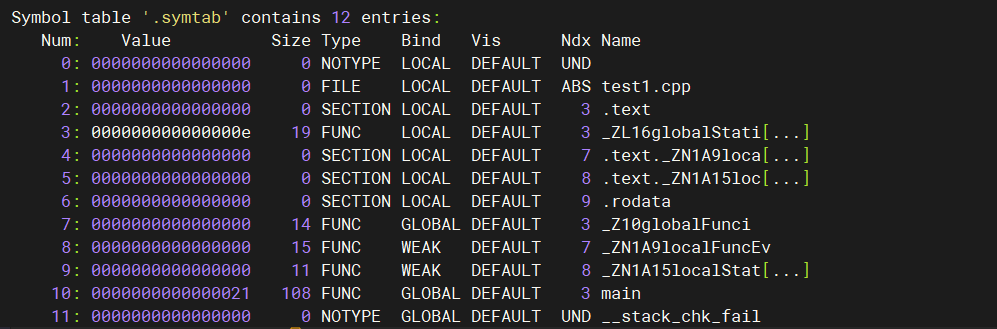 Symbol table '.symtab' contains 12 entries:
Num: Value Size Type Bind Vis Ndx Name
0: 0000000000000000 0 NOTYPE LOCAL DEFAULT UND
1: 0000000000000000 0 FILE LOCAL DEFAULT ABS test1.cpp
2: 0000000000000000 0 SECTION LOCAL DEFAULT 3 .text
3: 000000000000000e 19 FUNC LOCAL DEFAULT 3 _ZL16globalStati[...]
4: 0000000000000000 0 SECTION LOCAL DEFAULT 7 .text._ZN1A9loca[...]
5: 0000000000000000 0 SECTION LOCAL DEFAULT 8 .text._ZN1A15loc[...]
6: 0000000000000000 0 SECTION LOCAL DEFAULT 9 .rodata
7: 0000000000000000 14 FUNC GLOBAL DEFAULT 3 _Z10globalFunci
8: 0000000000000000 15 FUNC WEAK DEFAULT 7 _ZN1A9localFuncEv
9: 0000000000000000 11 FUNC WEAK DEFAULT 8 _ZN1A15localStat[...]
10: 0000000000000021 108 FUNC GLOBAL DEFAULT 3 main
11: 0000000000000000 0 NOTYPE GLOBAL DEFAULT UND __stack_chk_fail